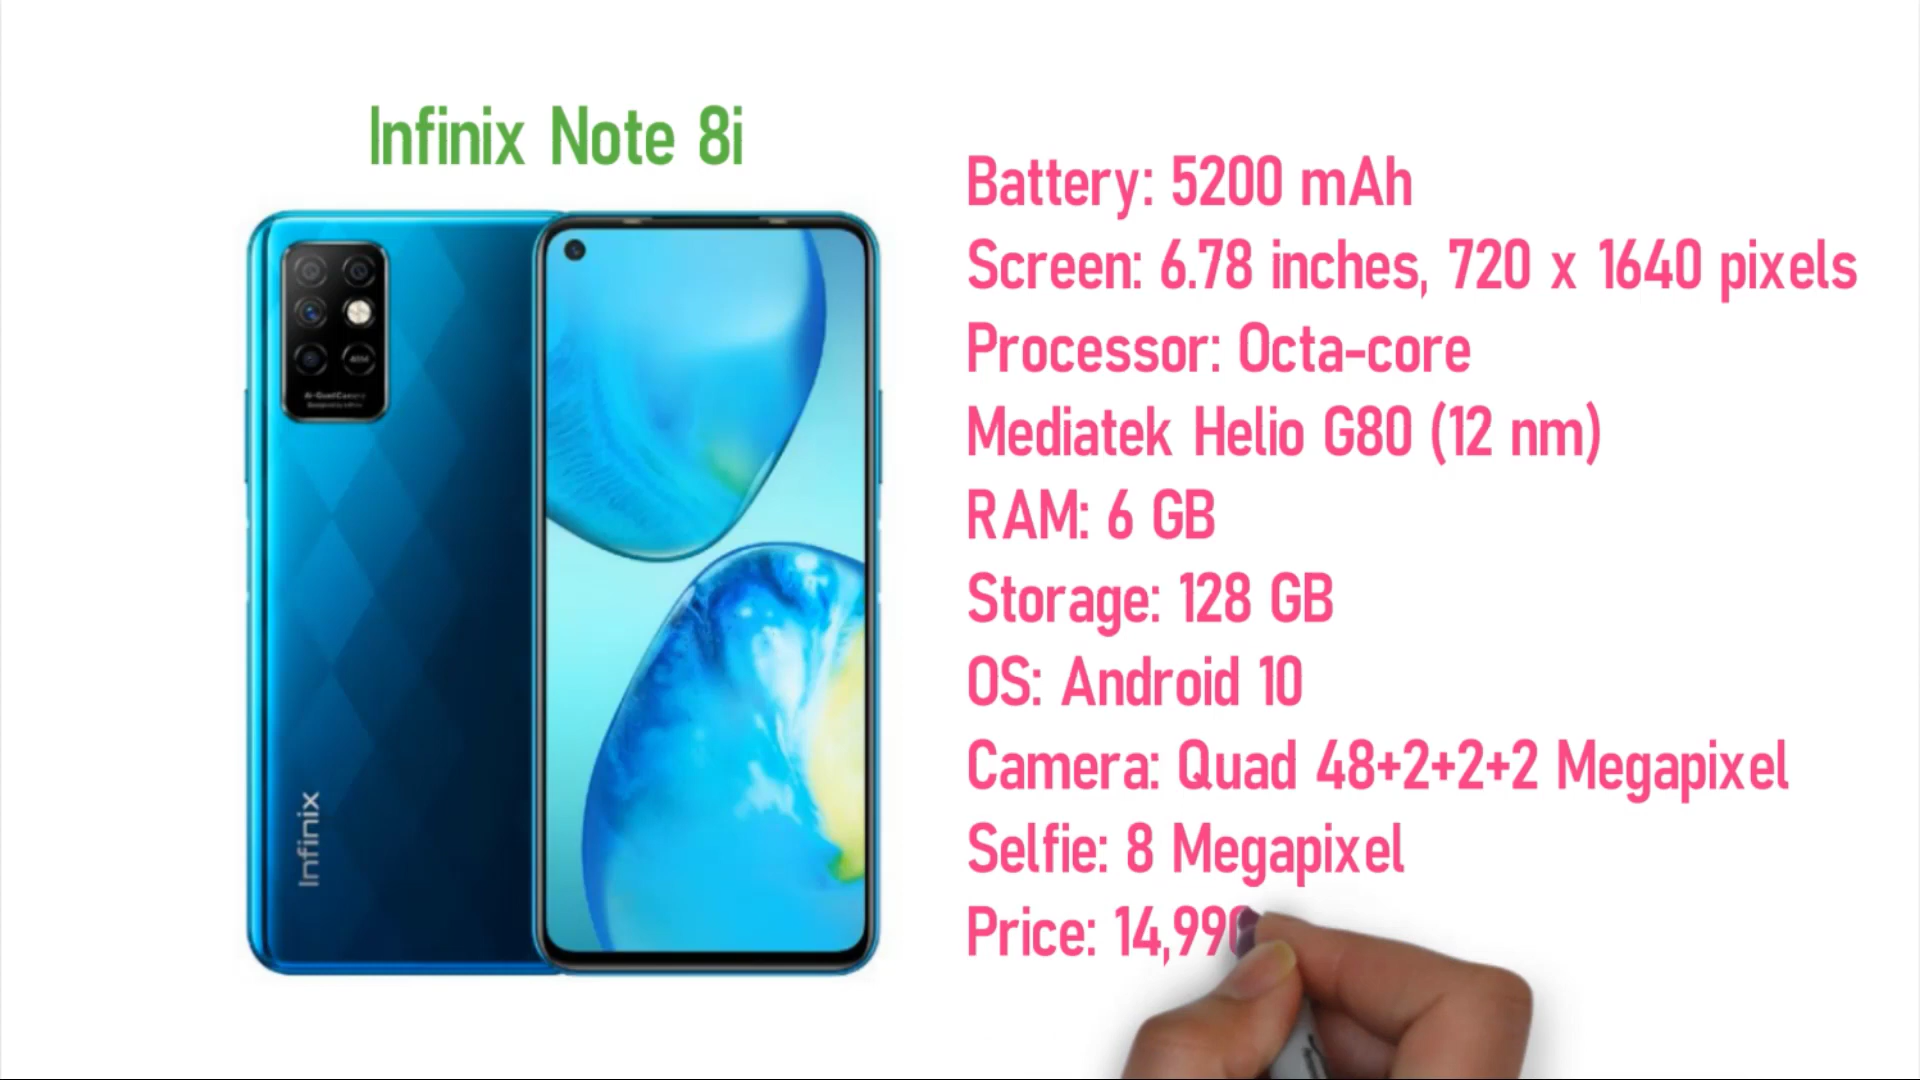 Infinix Note 8i
Battery: 5200 mAh
Screen: 6.78 inches, 720 x 1640 pixels
Processor: Octa-core
Mediatek Helio G80 (12 nm)
RAM: 6 GB
Storage: 128 GB
OS: Android 10
Camera: Quad 48+2+2+2 Megapixel
Selfie: 8 Megapixel
Price: 14,990
Infinix